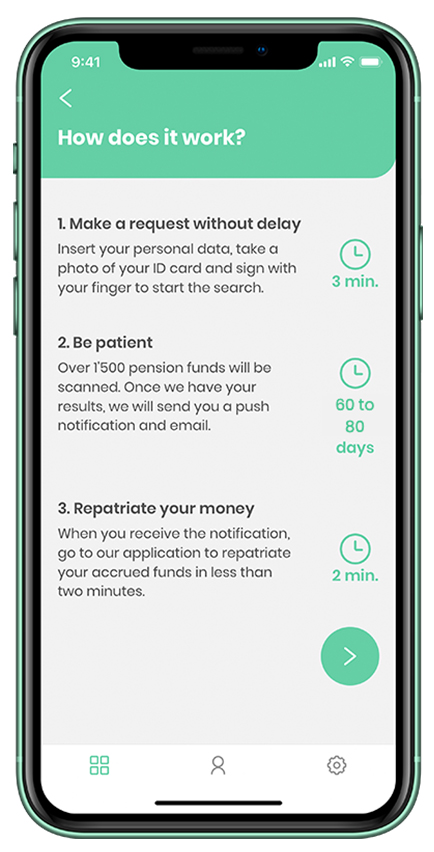 9:41
How does it work?
1. Make a request without delay
Insert your personal data, take a
photo of your ID card and sign with
your finger to start the search.
3 min.
2. Be patient
Over 1'500 pension funds will be
scanned. Once we have your
results, we will send you a push
notification and email.
60 to
80
days
3. Repatriate your money
When you receive the notification,
go to our application to repatriate
your accrued funds in less than
two minutes.
2 min.